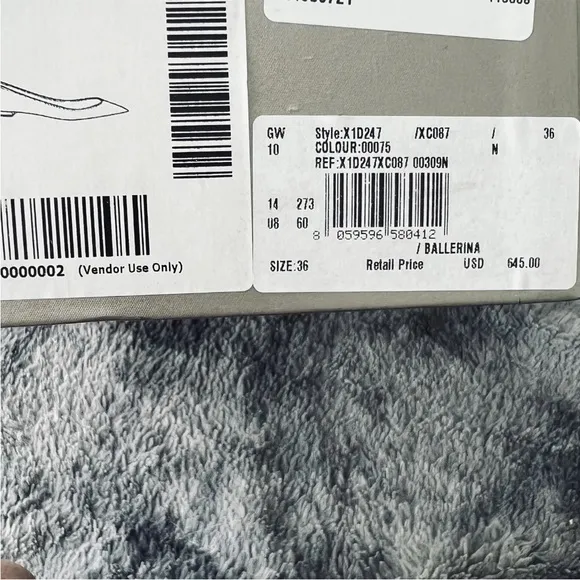 GW Style:X1D247 /XC087 / 36
10 COLOUR:00075 N
REF:X1D247XC087 00309N
14 273
U8 60
8 059596 580412
/ BALLERINA
SIZE:36 Retail Price USD 645.00
0000002 (Vendor Use Only)